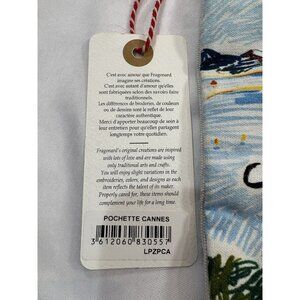 C'est avec amour que Fragonard
imagine ses créations.
C'est avec autant d'amour qu'elles
sont fabriquées selon des savoirs faire
traditionnels.
Les différences de broderies, de couleurs
ou de dessins sont le reflet de leur
caractère authentique.
Merci d'apporter beaucoup de soin à
leur entretien pour qu'elles partagent
longtemps votre quotidien.
Fragonard's original creations are inspired
with lots of love and are made
using only traditional arts and crafts.
You will enjoy slight variations in the
embroideries, colors, and designs as each
item reflects the talent of its maker.
Properly cared for, these items should
complement your life for a long time.
POCHETTE CANNES
3 612060 830557
LPZPCA